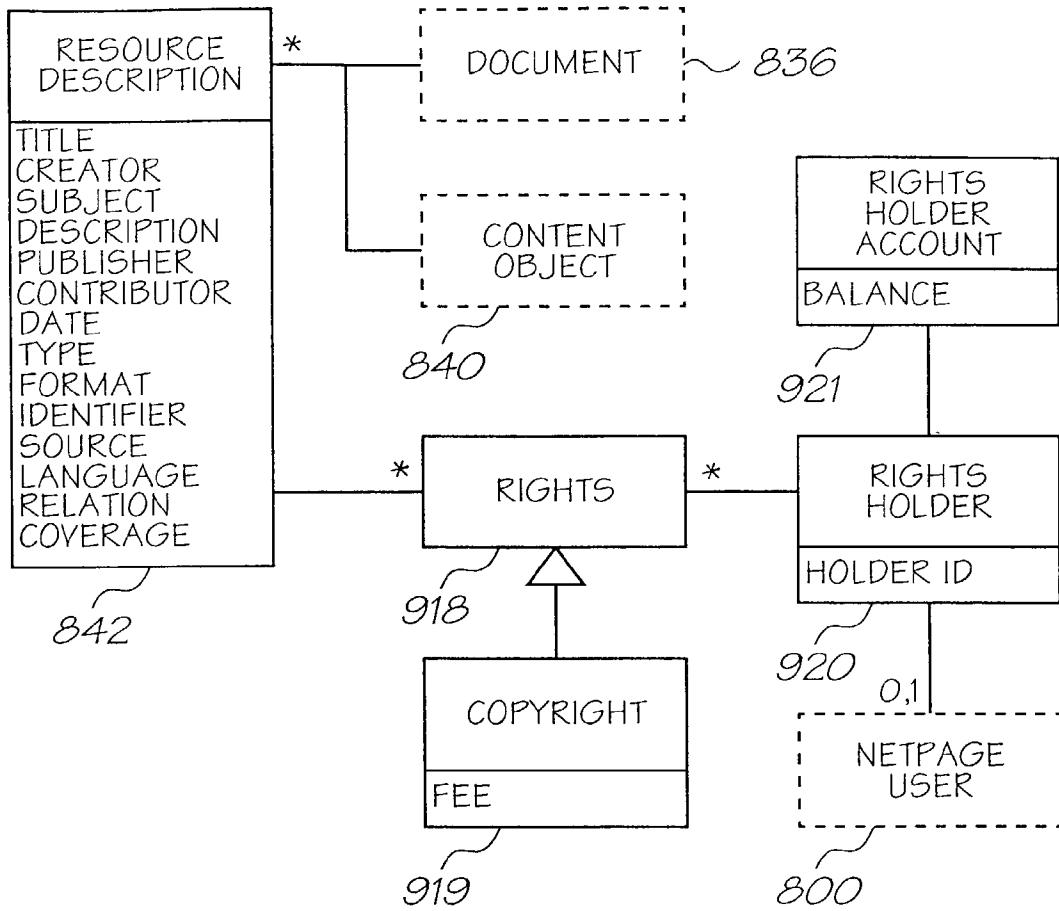 RESOURCE
DESCRIPTION
TITLE
CREATOR
SUBJECT
DESCRIPTION
PUBLISHER
CONTRIBUTOR
DATE
TYPE
FORMAT
IDENTIFIER
SOURCE
LANGUAGE
RELATION
COVERAGE
842
*
DOCUMENT
836
CONTENT
OBJECT
840
RIGHTS
HOLDER
ACCOUNT
BALANCE
921
*
RIGHTS
*
918
RIGHTS
HOLDER
HOLDER ID
920
COPYRIGHT
FEE
919
0,1
NETPAGE
USER
800